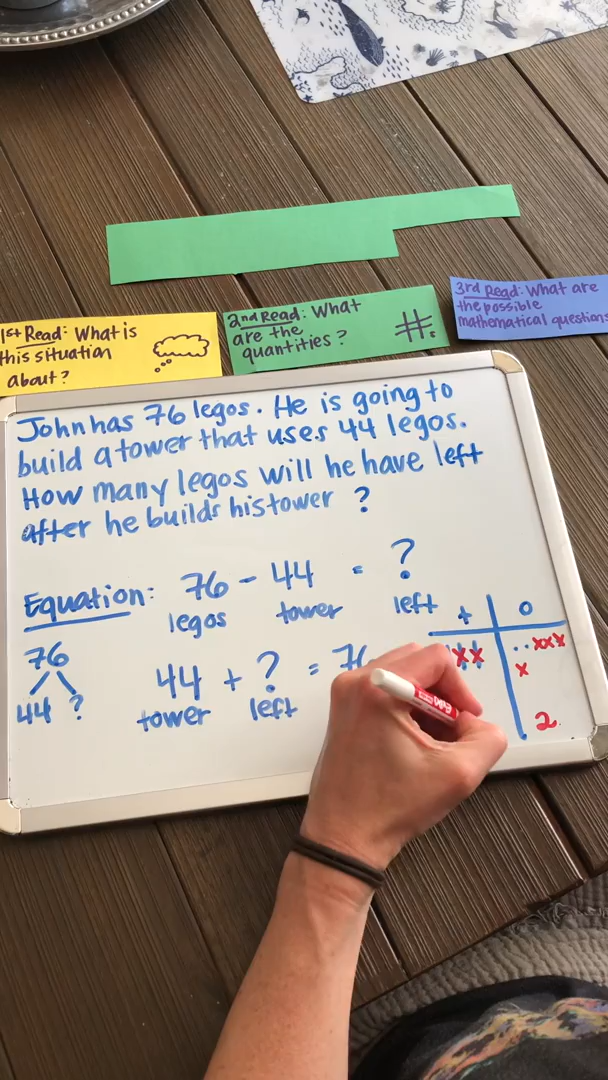 1st Read: What is
this situation
about?
2nd Read: What
are the
quantities?
#.
3rd Read: What are
the possible
mathematical questions
John has 76 legos. He is going to
build a tower that uses 44 legos.
How many legos will he have left
after he builds his tower ?
Equation: 76 - 44 = ?
legos tower left
76
44 ?
44 + ? = 76
tower left
t o
xx xxx
x
2
EXPO